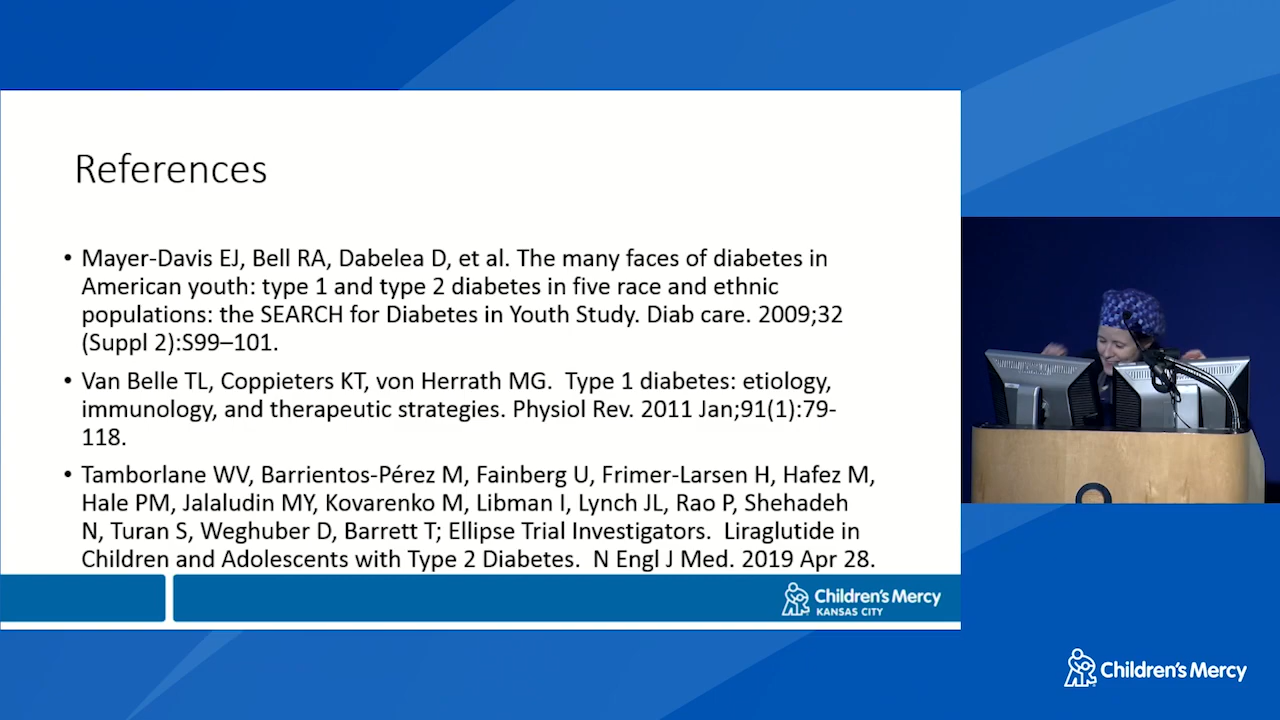 References
• Mayer-Davis EJ, Bell RA, Dabelea D, et al. The many faces of diabetes in
American youth: type 1 and type 2 diabetes in five race and ethnic
populations: the SEARCH for Diabetes in Youth Study. Diab care. 2009;32
(Suppl 2):S99–101.
• Van Belle TL, Coppieters KT, von Herrath MG.  Type 1 diabetes: etiology,
immunology, and therapeutic strategies. Physiol Rev. 2011 Jan;91(1):79-
118.
• Tamborlane WV, Barrientos-Pérez M, Fainberg U, Frimer-Larsen H, Hafez M,
Hale PM, Jalaludin MY, Kovarenko M, Libman I, Lynch JL, Rao P, Shehadeh
N, Turan S, Weghuber D, Barrett T; Ellipse Trial Investigators.  Liraglutide in
Children and Adolescents with Type 2 Diabetes.  N Engl J Med. 2019 Apr 28.
Children's Mercy
KANSAS CITY
Children's Mercy